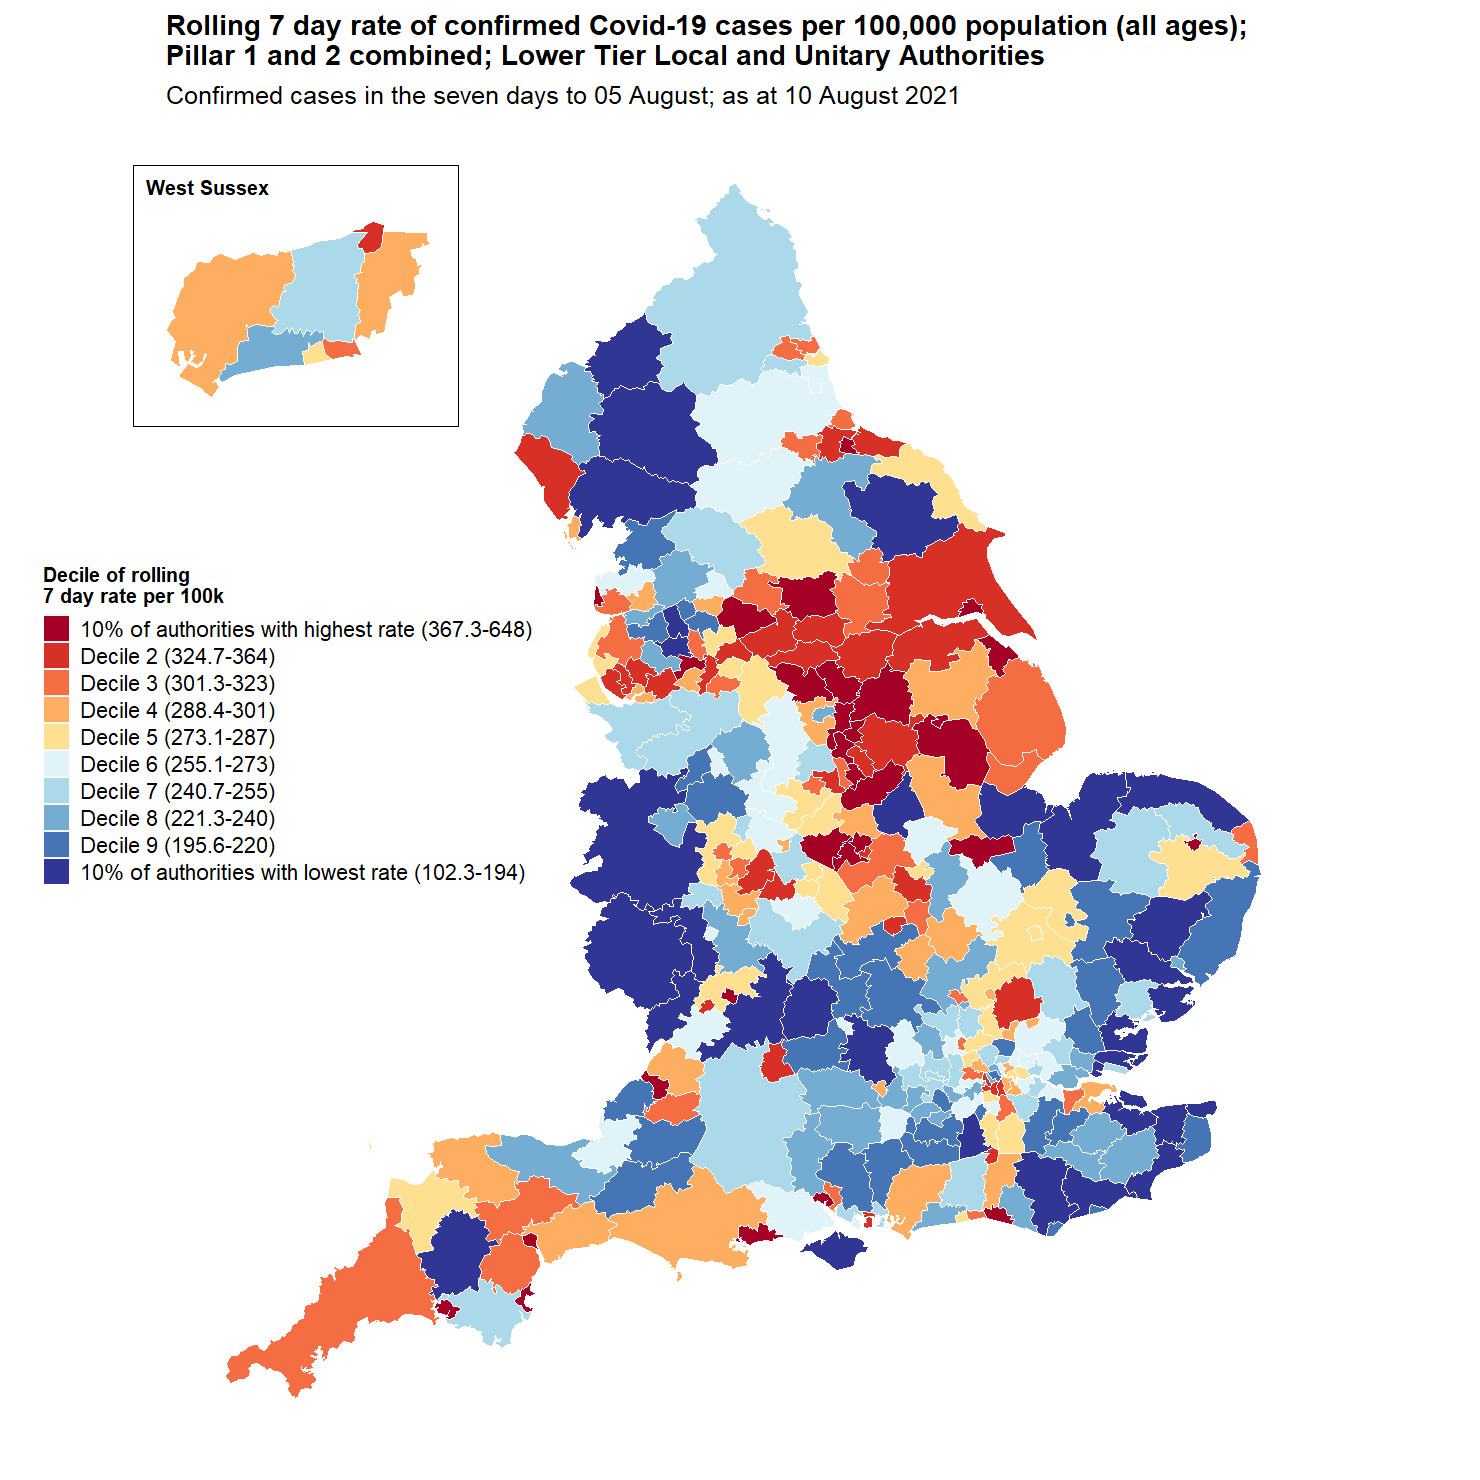 Rolling 7 day rate of confirmed Covid-19 cases per 100,000 population (all ages);
Pillar 1 and 2 combined; Lower Tier Local and Unitary Authorities
Confirmed cases in the seven days to 05 August; as at 10 August 2021
West Sussex
Decile of rolling
7 day rate per 100k
10% of authorities with highest rate (367.3-648)
Decile 2 (324.7-364)
Decile 3 (301.3-323)
Decile 4 (288.4-301)
Decile 5 (273.1-287)
Decile 6 (255.1-273)
Decile 7 (240.7-255)
Decile 8 (221.3-240)
Decile 9 (195.6-220)
10% of authorities with lowest rate (102.3-194)